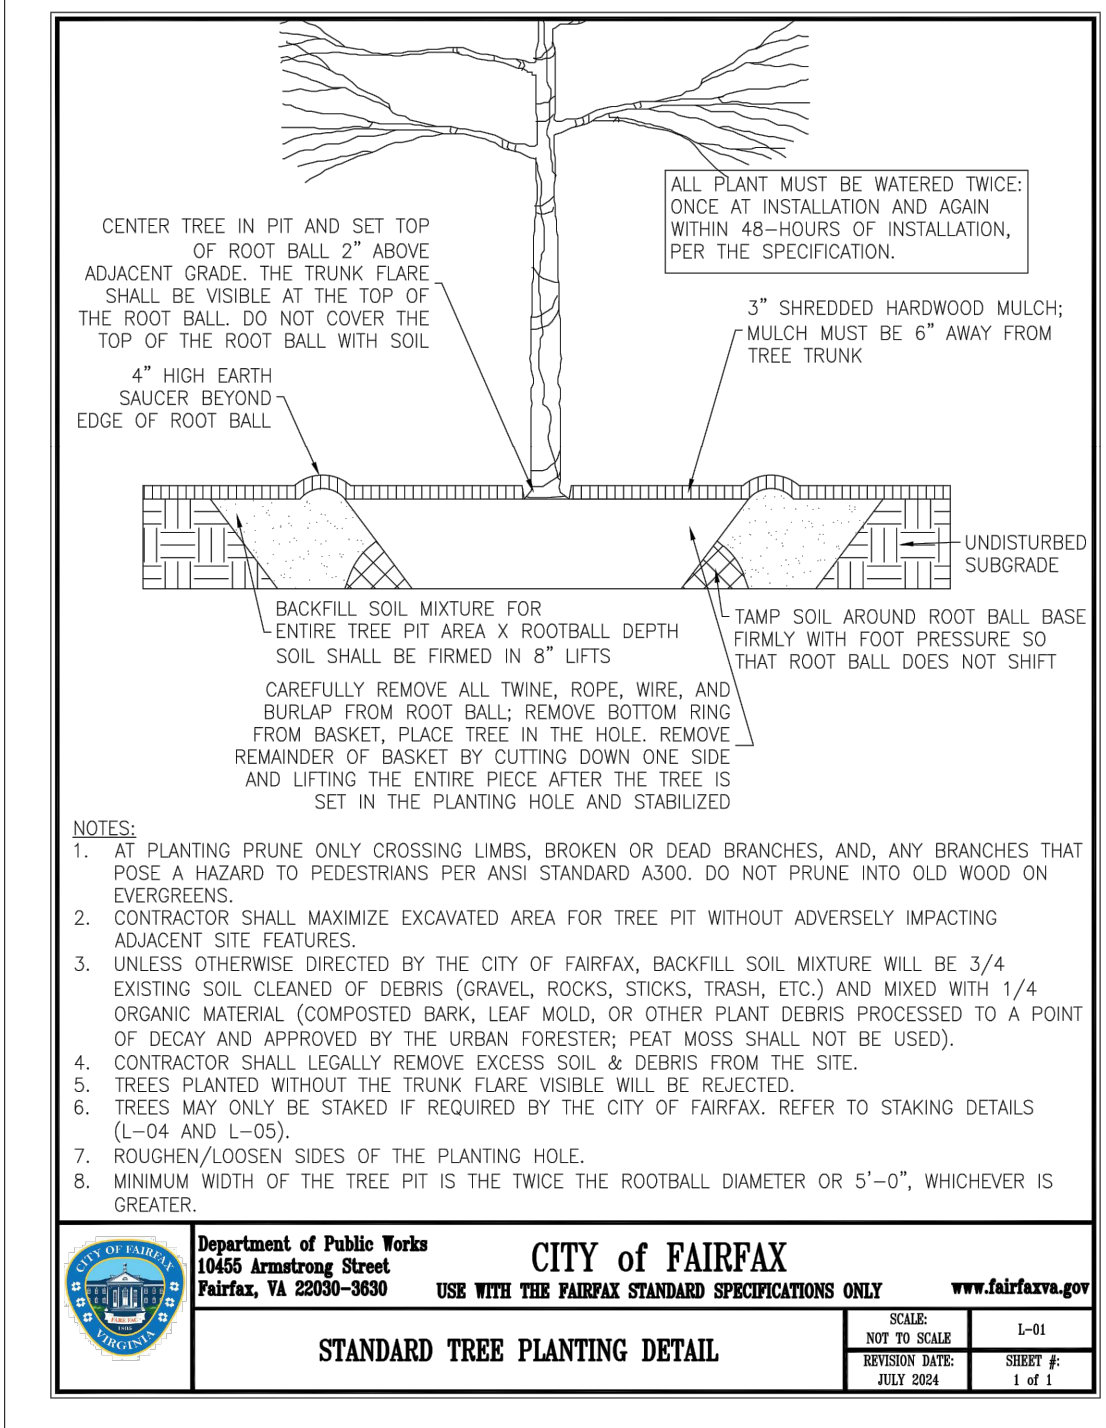 ALL PLANT MUST BE WATERED TWICE:
ONCE AT INSTALLATION AND AGAIN
WITHIN 48-HOURS OF INSTALLATION,
PER THE SPECIFICATION.
CENTER TREE IN PIT AND SET TOP
OF ROOT BALL 2" ABOVE
ADJACENT GRADE. THE TRUNK FLARE
SHALL BE VISIBLE AT THE TOP OF
THE ROOT BALL. DO NOT COVER THE
TOP OF THE ROOT BALL WITH SOIL
3" SHREDDED HARDWOOD MULCH;
MULCH MUST BE 6" AWAY FROM
TREE TRUNK
4" HIGH EARTH
SAUCER BEYOND
EDGE OF ROOT BALL
UNDISTURBED
SUBGRADE
BACKFILL SOIL MIXTURE FOR
ENTIRE TREE PIT AREA X ROOTBALL DEPTH
SOIL SHALL BE FIRMED IN 8" LIFTS
TAMP SOIL AROUND ROOT BALL BASE
FIRMLY WITH FOOT PRESSURE SO
THAT ROOT BALL DOES NOT SHIFT
CAREFULLY REMOVE ALL TWINE, ROPE, WIRE, AND
BURLAP FROM ROOT BALL; REMOVE BOTTOM RING
FROM BASKET, PLACE TREE IN THE HOLE. REMOVE
REMAINDER OF BASKET BY CUTTING DOWN ONE SIDE
AND LIFTING THE ENTIRE PIECE AFTER THE TREE IS
SET IN THE PLANTING HOLE AND STABILIZED
NOTES:
1. AT PLANTING PRUNE ONLY CROSSING LIMBS, BROKEN OR DEAD BRANCHES, AND, ANY BRANCHES THAT
POSE A HAZARD TO PEDESTRIANS PER ANSI STANDARD A300. DO NOT PRUNE INTO OLD WOOD ON
EVERGREENS.
2. CONTRACTOR SHALL MAXIMIZE EXCAVATED AREA FOR TREE PIT WITHOUT ADVERSELY IMPACTING
ADJACENT SITE FEATURES.
3. UNLESS OTHERWISE DIRECTED BY THE CITY OF FAIRFAX, BACKFILL SOIL MIXTURE WILL BE 3/4
EXISTING SOIL CLEANED OF DEBRIS (GRAVEL, ROCKS, STICKS, TRASH, ETC.) AND MIXED WITH 1/4
ORGANIC MATERIAL (COMPOSTED BARK, LEAF MOLD, OR OTHER PLANT DEBRIS PROCESSED TO A POINT
OF DECAY AND APPROVED BY THE URBAN FORESTER; PEAT MOSS SHALL NOT BE USED).
4. CONTRACTOR SHALL LEGALLY REMOVE EXCESS SOIL & DEBRIS FROM THE SITE.
5. TREES PLANTED WITHOUT THE TRUNK FLARE VISIBLE WILL BE REJECTED.
6. TREES MAY ONLY BE STAKED IF REQUIRED BY THE CITY OF FAIRFAX. REFER TO STAKING DETAILS
(L-04 AND L-05).
7. ROUGHEN/LOOSEN SIDES OF THE PLANTING HOLE.
8. MINIMUM WIDTH OF THE TREE PIT IS THE TWICE THE ROOTBALL DIAMETER OR 5'-0", WHICHEVER IS
GREATER.
CITY OF FAIRFAX
FARE FAC
1805
VIRGINIA
Department of Public Works
10455 Armstrong Street
Fairfax, VA 22030-3630
CITY of FAIRFAX
USE WITH THE FAIRFAX STANDARD SPECIFICATIONS ONLY
www.fairfaxva.gov
STANDARD TREE PLANTING DETAIL
SCALE:
NOT TO SCALE
L-01
REVISION DATE:
JULY 2024
SHEET #:
1 of 1